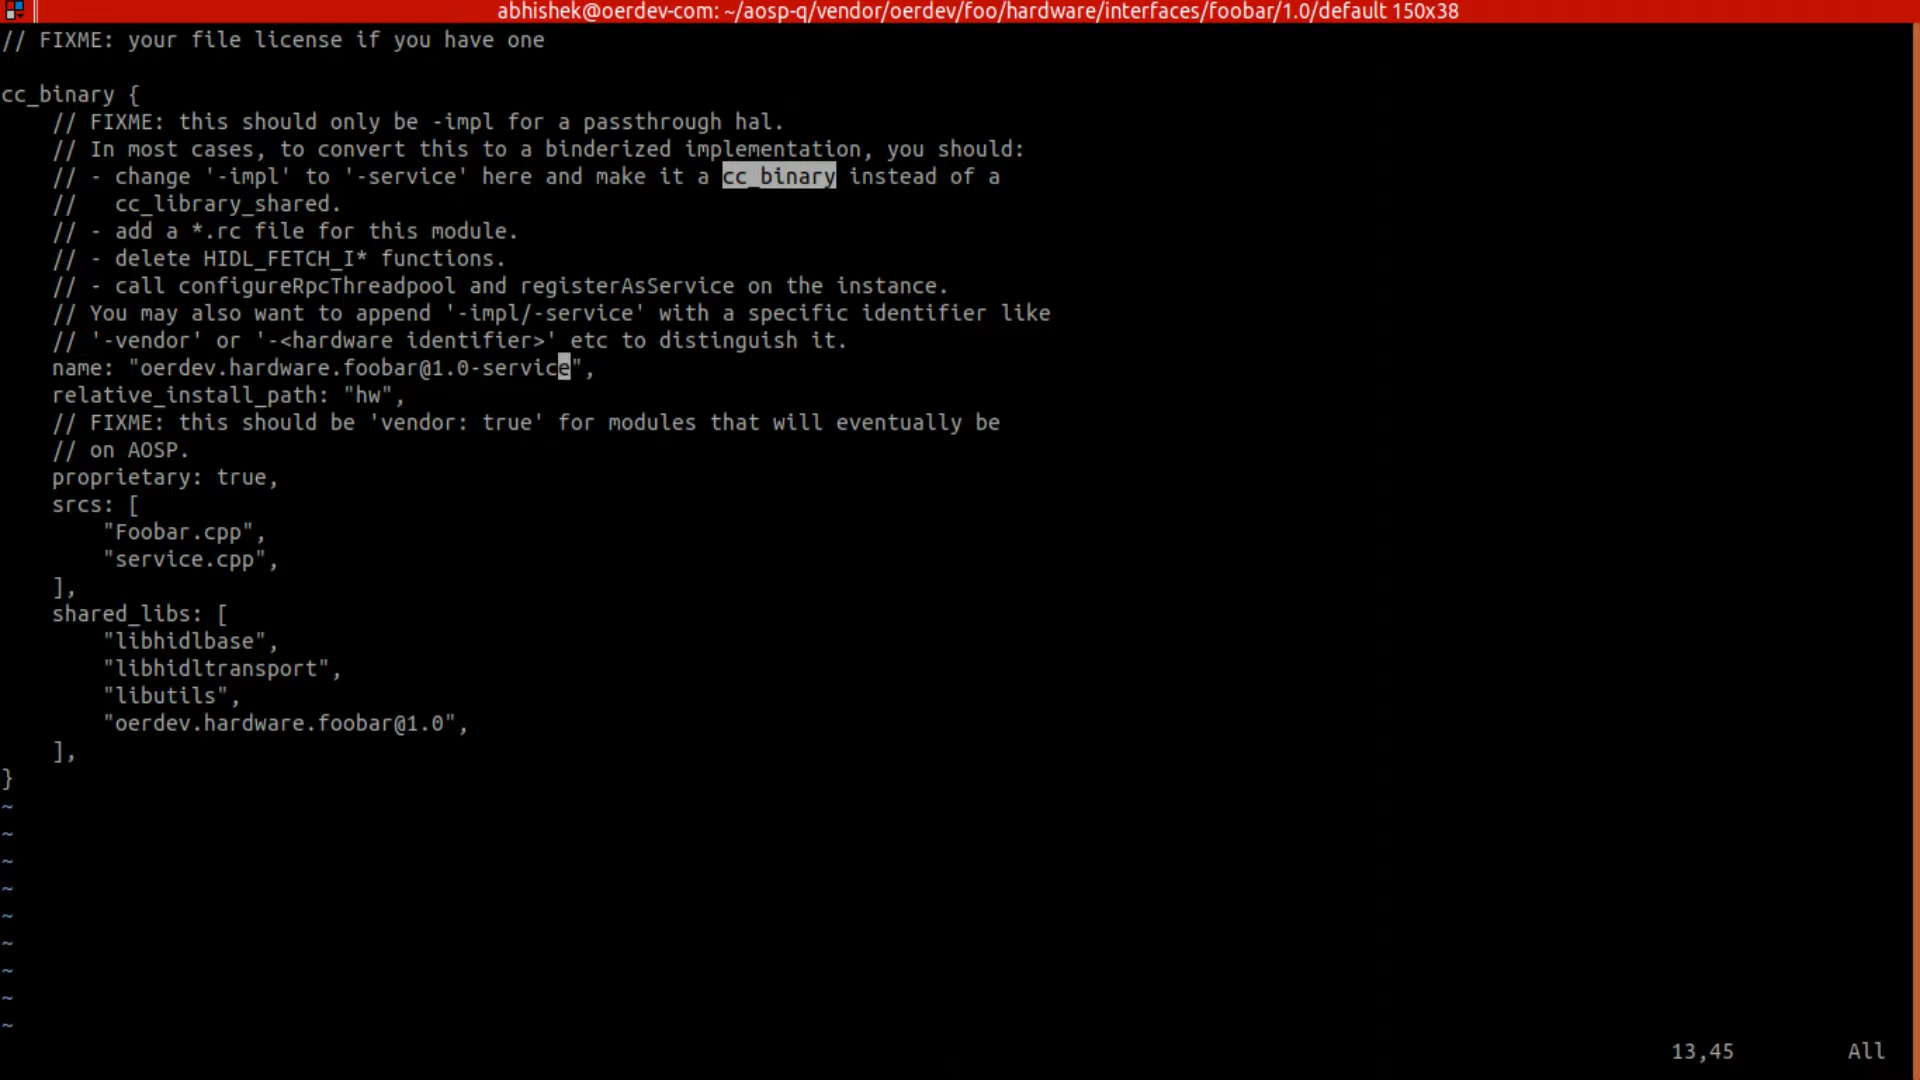 abhishek@oerdev-com: ~/aosp-q/vendor/oerdev/foo/hardware/interfaces/foobar/1.0/default 150x38
// FIXME: your file license if you have one
cc_binary {
    // FIXME: this should only be -impl for a passthrough hal.
    // In most cases, to convert this to a binderized implementation, you should:
    // - change '-impl' to '-service' here and make it a cc_binary instead of a
    //   cc_library_shared.
    // - add a *.rc file for this module.
    // - delete HIDL_FETCH_I* functions.
    // - call configureRpcThreadpool and registerAsService on the instance.
    // You may also want to append '-impl/-service' with a specific identifier like
    // '-vendor' or '-<hardware identifier>' etc to distinguish it.
    name: "oerdev.hardware.foobar@1.0-service",
    relative_install_path: "hw",
    // FIXME: this should be 'vendor: true' for modules that will eventually be
    // on AOSP.
    proprietary: true,
    srcs: [
        "Foobar.cpp",
        "service.cpp",
    ],
    shared_libs: [
        "libhidlbase",
        "libhidltransport",
        "libutils",
        "oerdev.hardware.foobar@1.0",
    ],
}
~
~
~
~
~
~
~
~
~
13,45 All